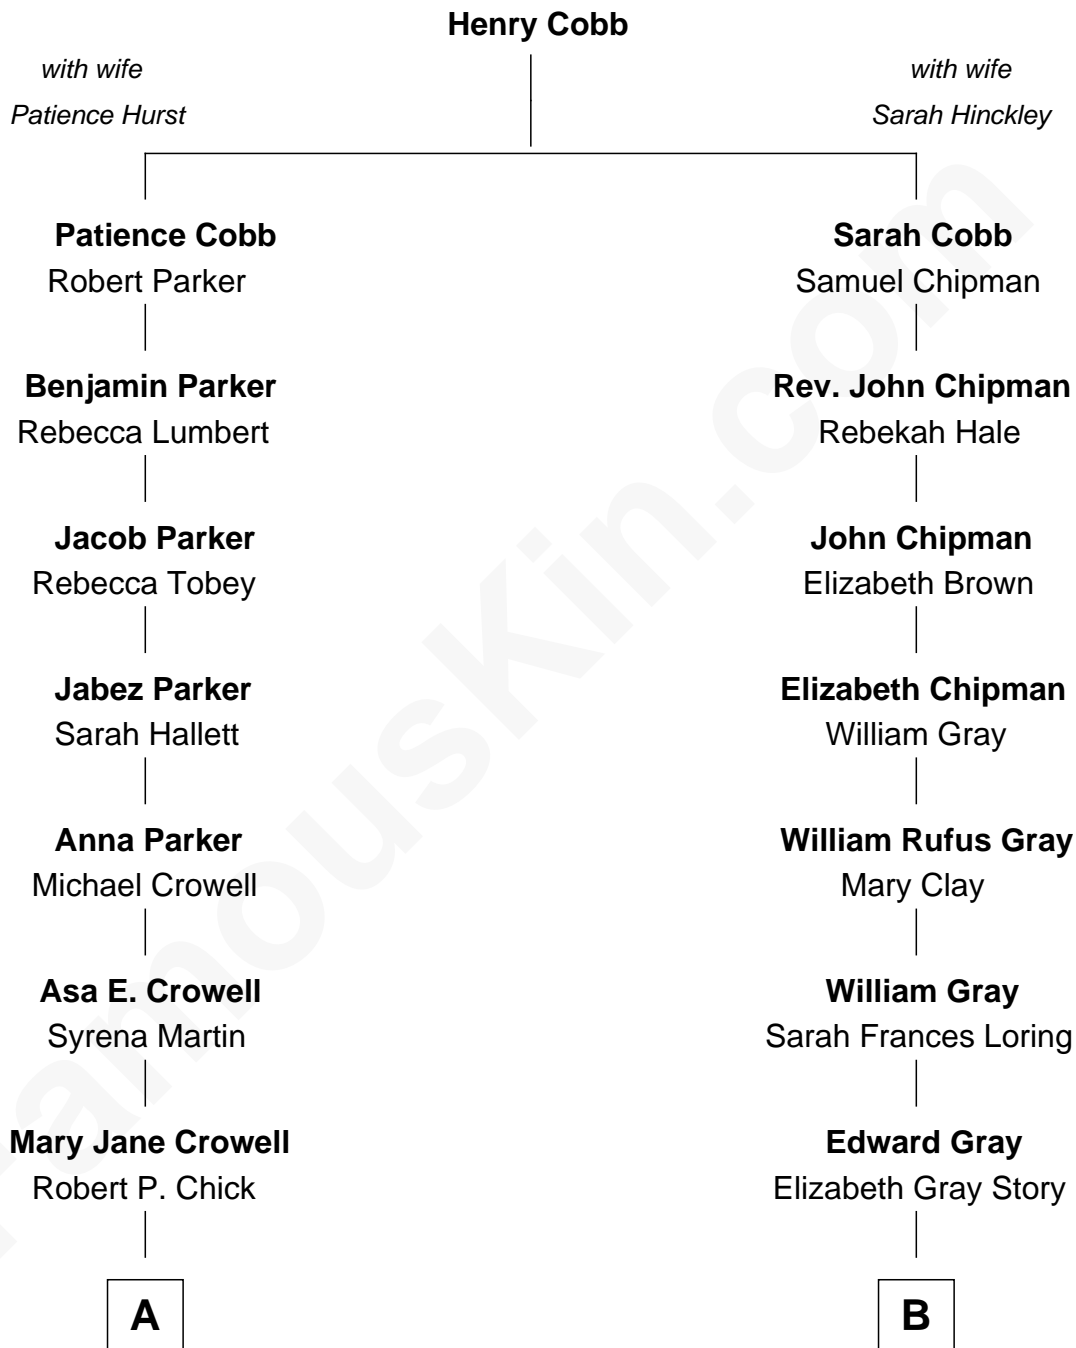 Henry Cobb
with wife
Patience Hurst
with wife
Sarah Hinckley
Patience Cobb
Robert Parker
Sarah Cobb
Samuel Chipman
Benjamin Parker
Rebecca Lumbert
Rev. John Chipman
Rebekah Hale
Jacob Parker
Rebecca Tobey
John Chipman
Elizabeth Brown
Jabez Parker
Sarah Hallett
Elizabeth Chipman
William Gray
Anna Parker
Michael Crowell
William Rufus Gray
Mary Clay
Asa E. Crowell
Syrena Martin
William Gray
Sarah Frances Loring
Mary Jane Crowell
Robert P. Chick
Edward Gray
Elizabeth Gray Story
A
B
FamousKin.com